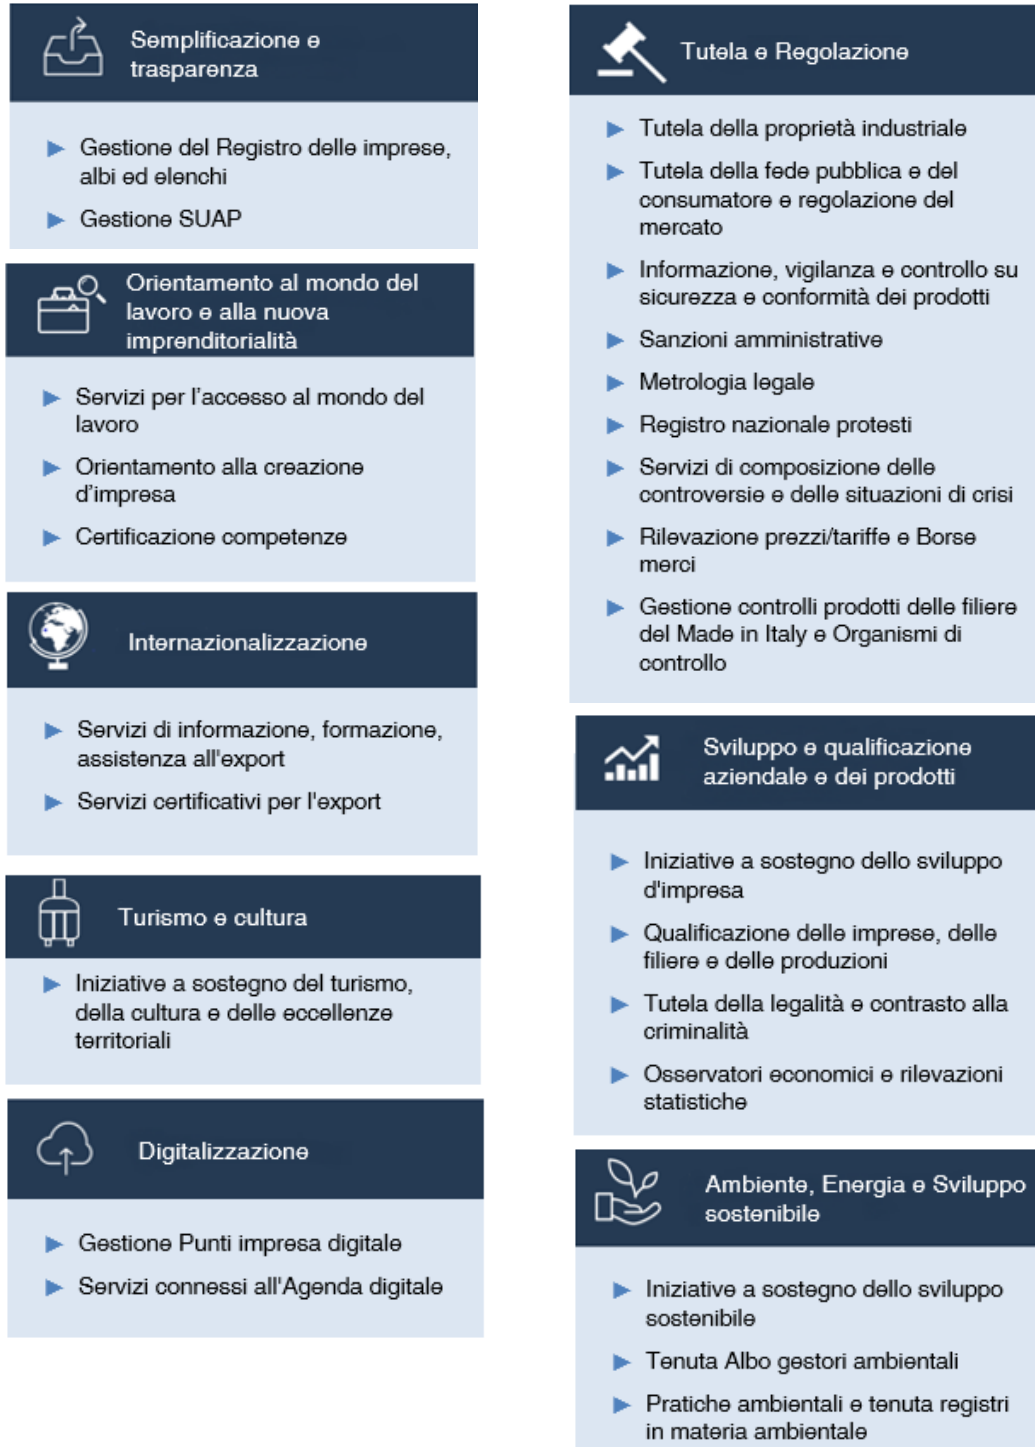 Semplificazione e
trasparenza
Gestione del Registro delle imprese,
albi ed elenchi
Gestione SUAP
Orientamento al mondo del
lavoro e alla nuova
imprenditorialità
Servizi per l’accesso al mondo del
lavoro
Orientamento alla creazione
d’impresa
Certificazione competenze
Internazionalizzazione
Servizi di informazione, formazione,
assistenza all'export
Servizi certificativi per l'export
Turismo e cultura
Iniziative a sostegno del turismo,
della cultura e delle eccellenze
territoriali
Digitalizzazione
Gestione Punti impresa digitale
Servizi connessi all'Agenda digitale
Tutela e Regolazione
Tutela della proprietà industriale
Tutela della fede pubblica e del
consumatore e regolazione del
mercato
Informazione, vigilanza e controllo su
sicurezza e conformità dei prodotti
Sanzioni amministrative
Metrologia legale
Registro nazionale protesti
Servizi di composizione delle
controversie e delle situazioni di crisi
Rilevazione prezzi/tariffe e Borse
merci
Gestione controlli prodotti delle filiere
del Made in Italy e Organismi di
controllo
Sviluppo e qualificazione
aziendale e dei prodotti
Iniziative a sostegno dello sviluppo
d'impresa
Qualificazione delle imprese, delle
filiere e delle produzioni
Tutela della legalità e contrasto alla
criminalità
Osservatori economici e rilevazioni
statistiche
Ambiente, Energia e Sviluppo
sostenibile
Iniziative a sostegno dello sviluppo
sostenibile
Tenuta Albo gestori ambientali
Pratiche ambientali e tenuta registri
in materia ambientale